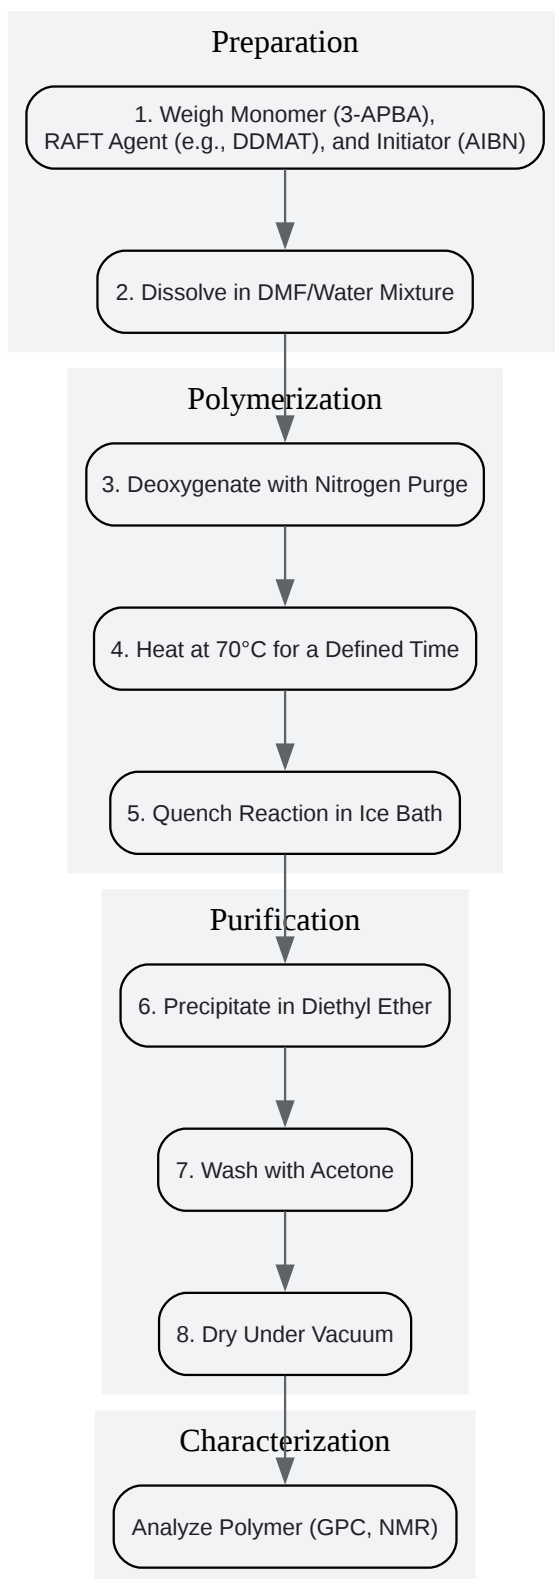 Preparation
1. Weigh Monomer (3-APBA),
RAFT Agent (e.g., DDMAT), and Initiator (AIBN)
2. Dissolve in DMF/Water Mixture
Polymerization
3. Deoxygenate with Nitrogen Purge
4. Heat at 70°C for a Defined Time
5. Quench Reaction in Ice Bath
Purification
6. Precipitate in Diethyl Ether
7. Wash with Acetone
8. Dry Under Vacuum
Characterization
Analyze Polymer (GPC, NMR)